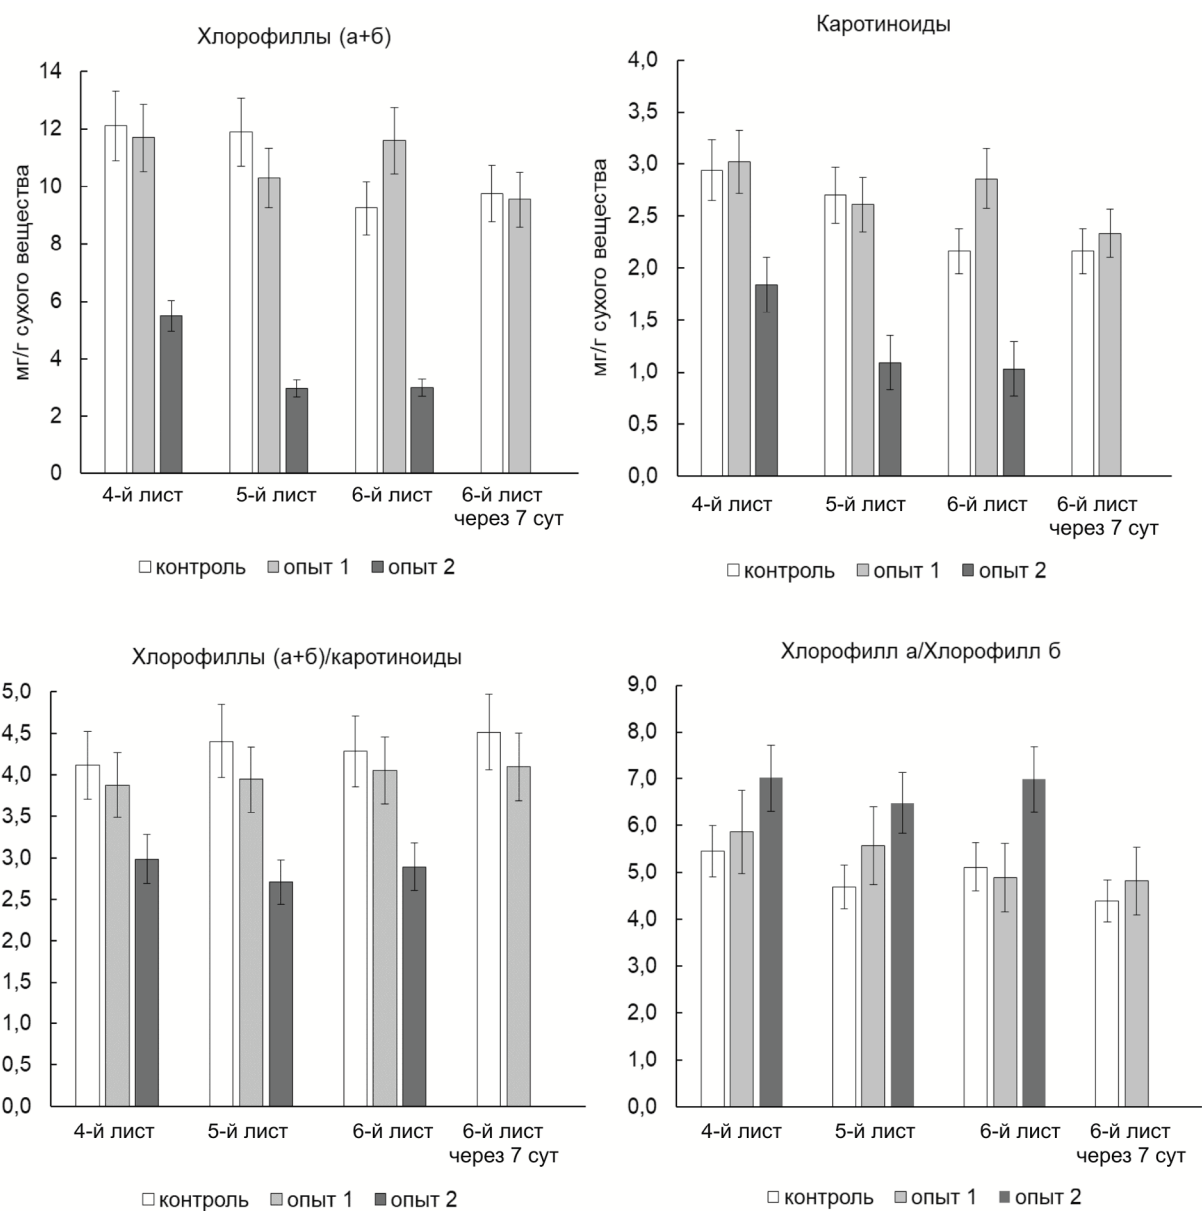 Хлорофиллы (а+б)
мг/г сухого вещества
14
12
10
8
6
4
2
0
4-й лист 5-й лист 6-й лист 6-й лист
через 7 сут
контроль опыт 1 опыт 2
Каротиноиды
мг/г сухого вещества
4,0
3,5
3,0
2,5
2,0
1,5
1,0
0,5
0,0
4-й лист 5-й лист 6-й лист 6-й лист
через 7 сут
контроль опыт 1 опыт 2
Хлорофиллы (а+б)/каротиноиды
5,0
4,5
4,0
3,5
3,0
2,5
2,0
1,5
1,0
0,5
0,0
4-й лист 5-й лист 6-й лист 6-й лист
через 7 сут
контроль опыт 1 опыт 2
Хлорофилл а/Хлорофилл б
9,0
8,0
7,0
6,0
5,0
4,0
3,0
2,0
1,0
0,0
4-й лист 5-й лист 6-й лист 6-й лист
через 7 сут
контроль опыт 1 опыт 2